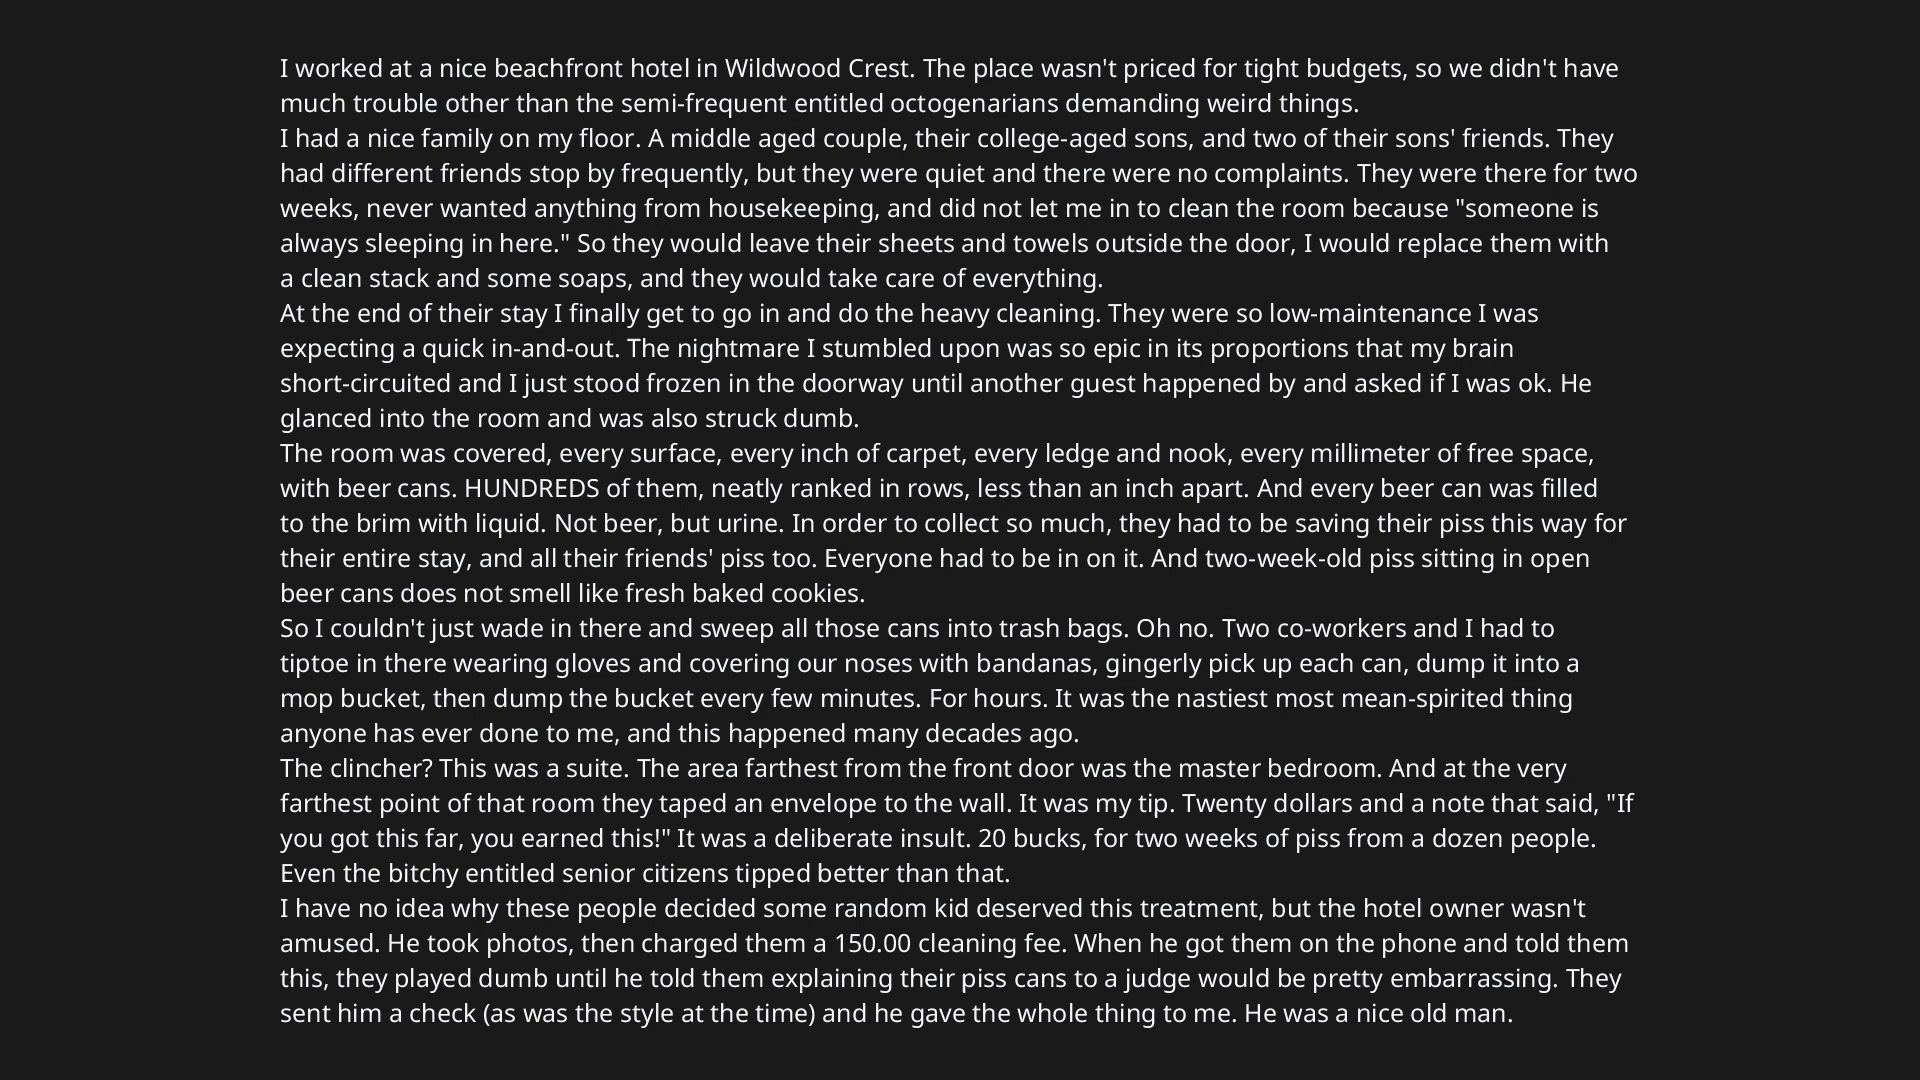 I worked at a nice beachfront hotel in Wildwood Crest. The place wasn't priced for tight budgets, so we didn't have
much trouble other than the semi-frequent entitled octogenarians demanding weird things.
I had a nice family on my floor. A middle aged couple, their college-aged sons, and two of their sons' friends. They
had different friends stop by frequently, but they were quiet and there were no complaints. They were there for two
weeks, never wanted anything from housekeeping, and did not let me in to clean the room because "someone is
always sleeping in here." So they would leave their sheets and towels outside the door, I would replace them with
a clean stack and some soaps, and they would take care of everything.
At the end of their stay I finally get to go in and do the heavy cleaning. They were so low-maintenance I was
expecting a quick in-and-out. The nightmare I stumbled upon was so epic in its proportions that my brain
short-circuited and I just stood frozen in the doorway until another guest happened by and asked if I was ok. He
glanced into the room and was also struck dumb.
The room was covered, every surface, every inch of carpet, every ledge and nook, every millimeter of free space,
with beer cans. HUNDREDS of them, neatly ranked in rows, less than an inch apart. And every beer can was filled
to the brim with liquid. Not beer, but urine. In order to collect so much, they had to be saving their piss this way for
their entire stay, and all their friends' piss too. Everyone had to be in on it. And two-week-old piss sitting in open
beer cans does not smell like fresh baked cookies.
So I couldn't just wade in there and sweep all those cans into trash bags. Oh no. Two co-workers and I had to
tiptoe in there wearing gloves and covering our noses with bandanas, gingerly pick up each can, dump it into a
mop bucket, then dump the bucket every few minutes. For hours. It was the nastiest most mean-spirited thing
anyone has ever done to me, and this happened many decades ago.
The clincher? This was a suite. The area farthest from the front door was the master bedroom. And at the very
farthest point of that room they taped an envelope to the wall. It was my tip. Twenty dollars and a note that said, "If
you got this far, you earned this!" It was a deliberate insult. 20 bucks, for two weeks of piss from a dozen people.
Even the bitchy entitled senior citizens tipped better than that.
I have no idea why these people decided some random kid deserved this treatment, but the hotel owner wasn't
amused. He took photos, then charged them a 150.00 cleaning fee. When he got them on the phone and told them
this, they played dumb until he told them explaining their piss cans to a judge would be pretty embarrassing. They
sent him a check (as was the style at the time) and he gave the whole thing to me. He was a nice old man.